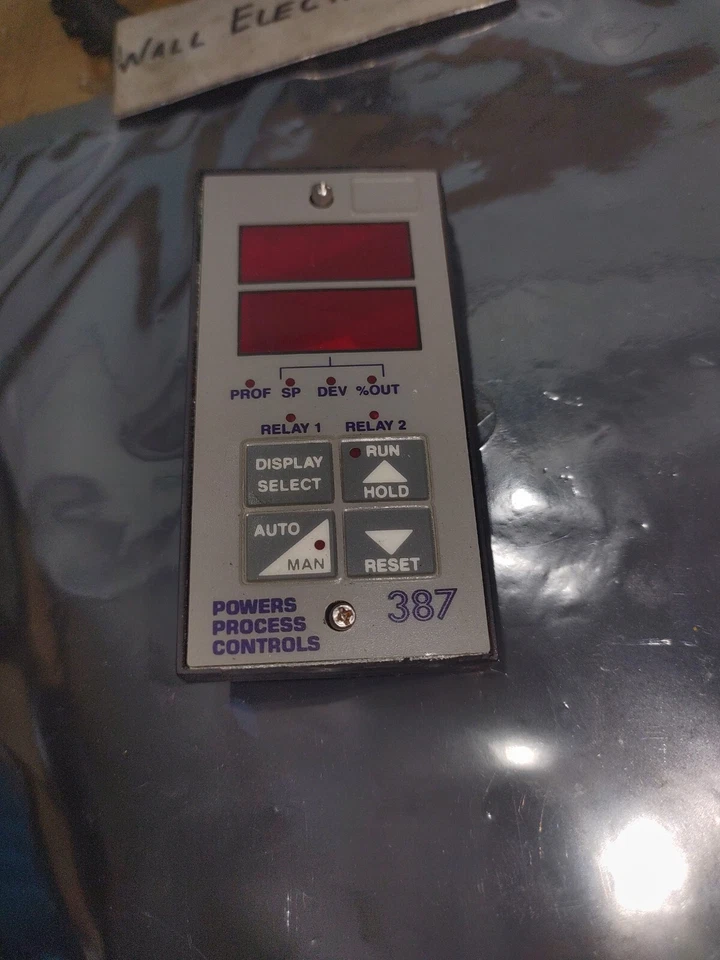 WALL
PROF SP DEV %OUT
RELAY 1 RELAY 2
DISPLAY
SELECT
RUN
HOLD
AUTO
MAN
RESET
POWERS
PROCESS
CONTROLS
387